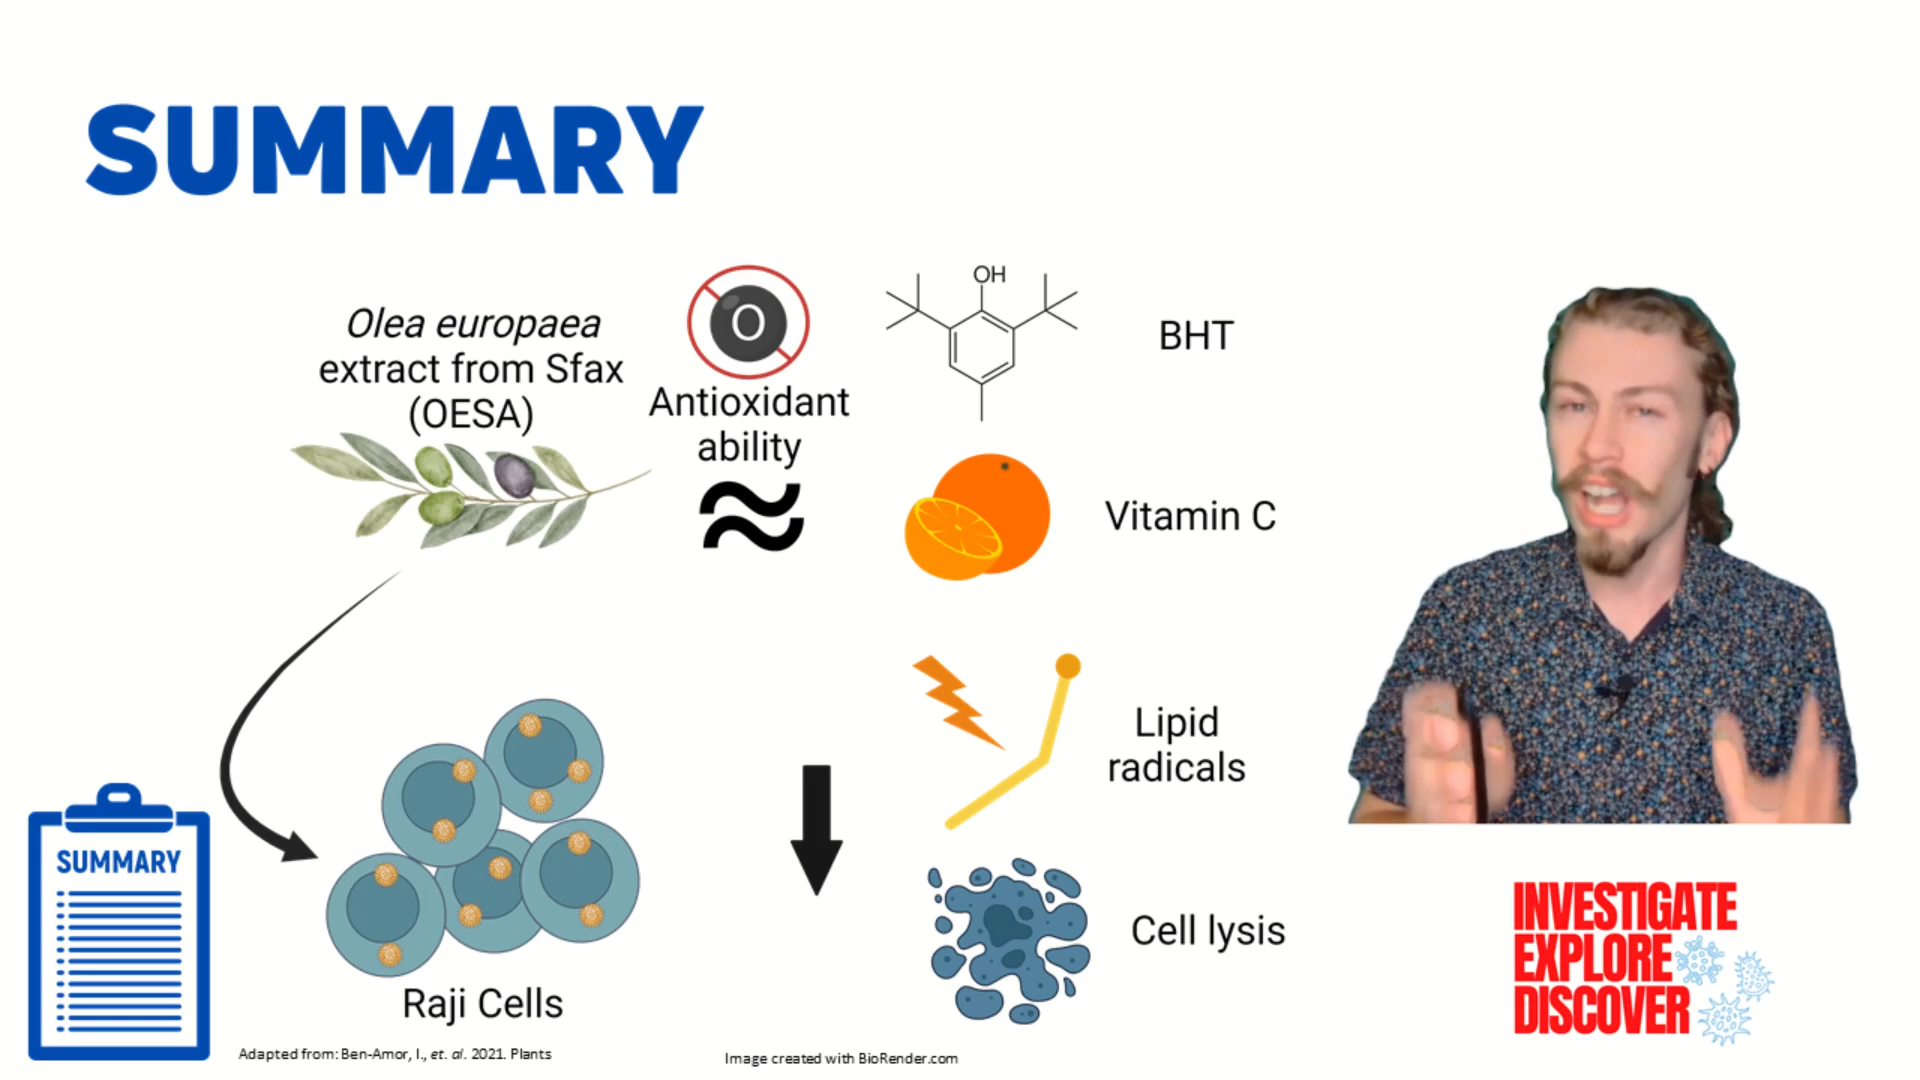 SUMMARY
Olea europaea
extract from Sfax
(OESA)
O
Antioxidant
ability
≈
OH
BHT
Vitamin C
Lipid
radicals
Cell lysis
Raji Cells
SUMMARY
INVESTIGATE
EXPLORE
DISCOVER
Adapted from: Ben-Amor, I., et. al. 2021. Plants
Image created with BioRender.com